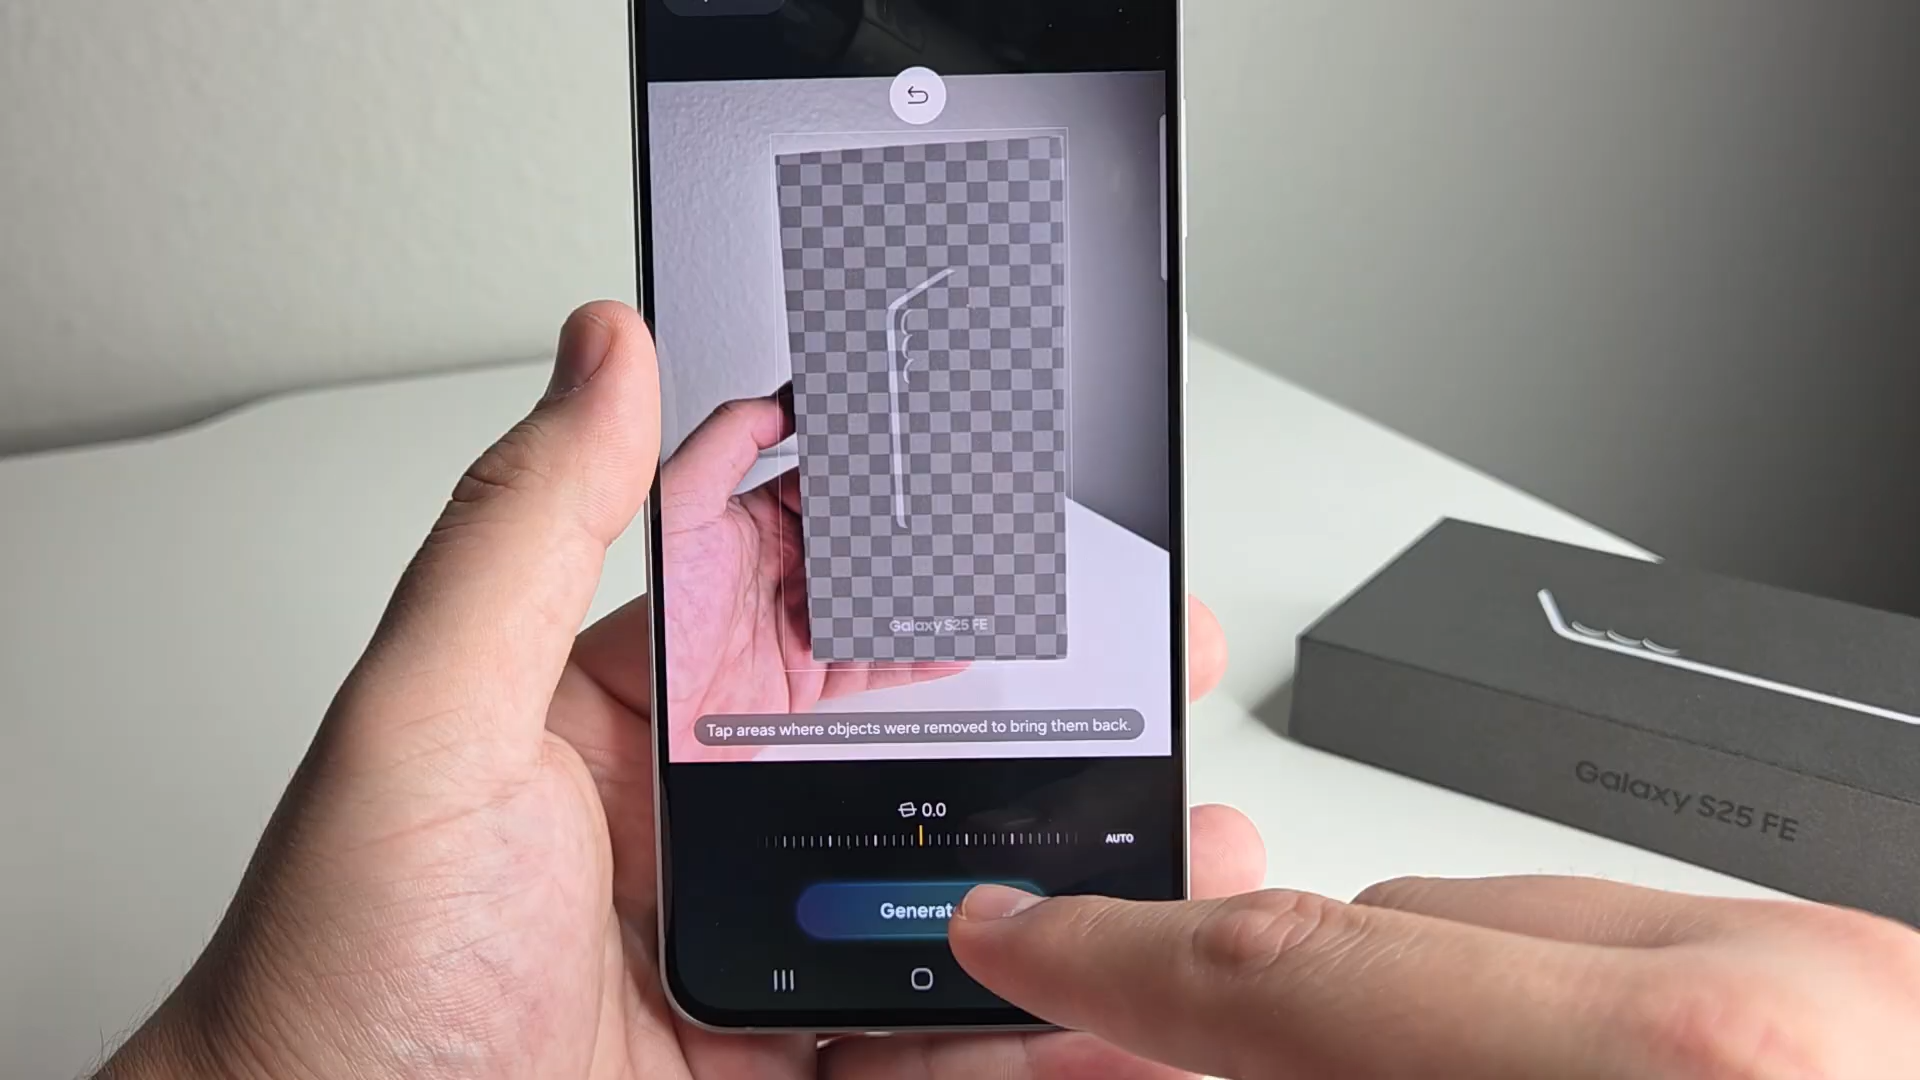 Galaxy S25 FE
Tap areas where objects were removed to bring them back.
0.0
AUTO
Generate
Galaxy S25 FE